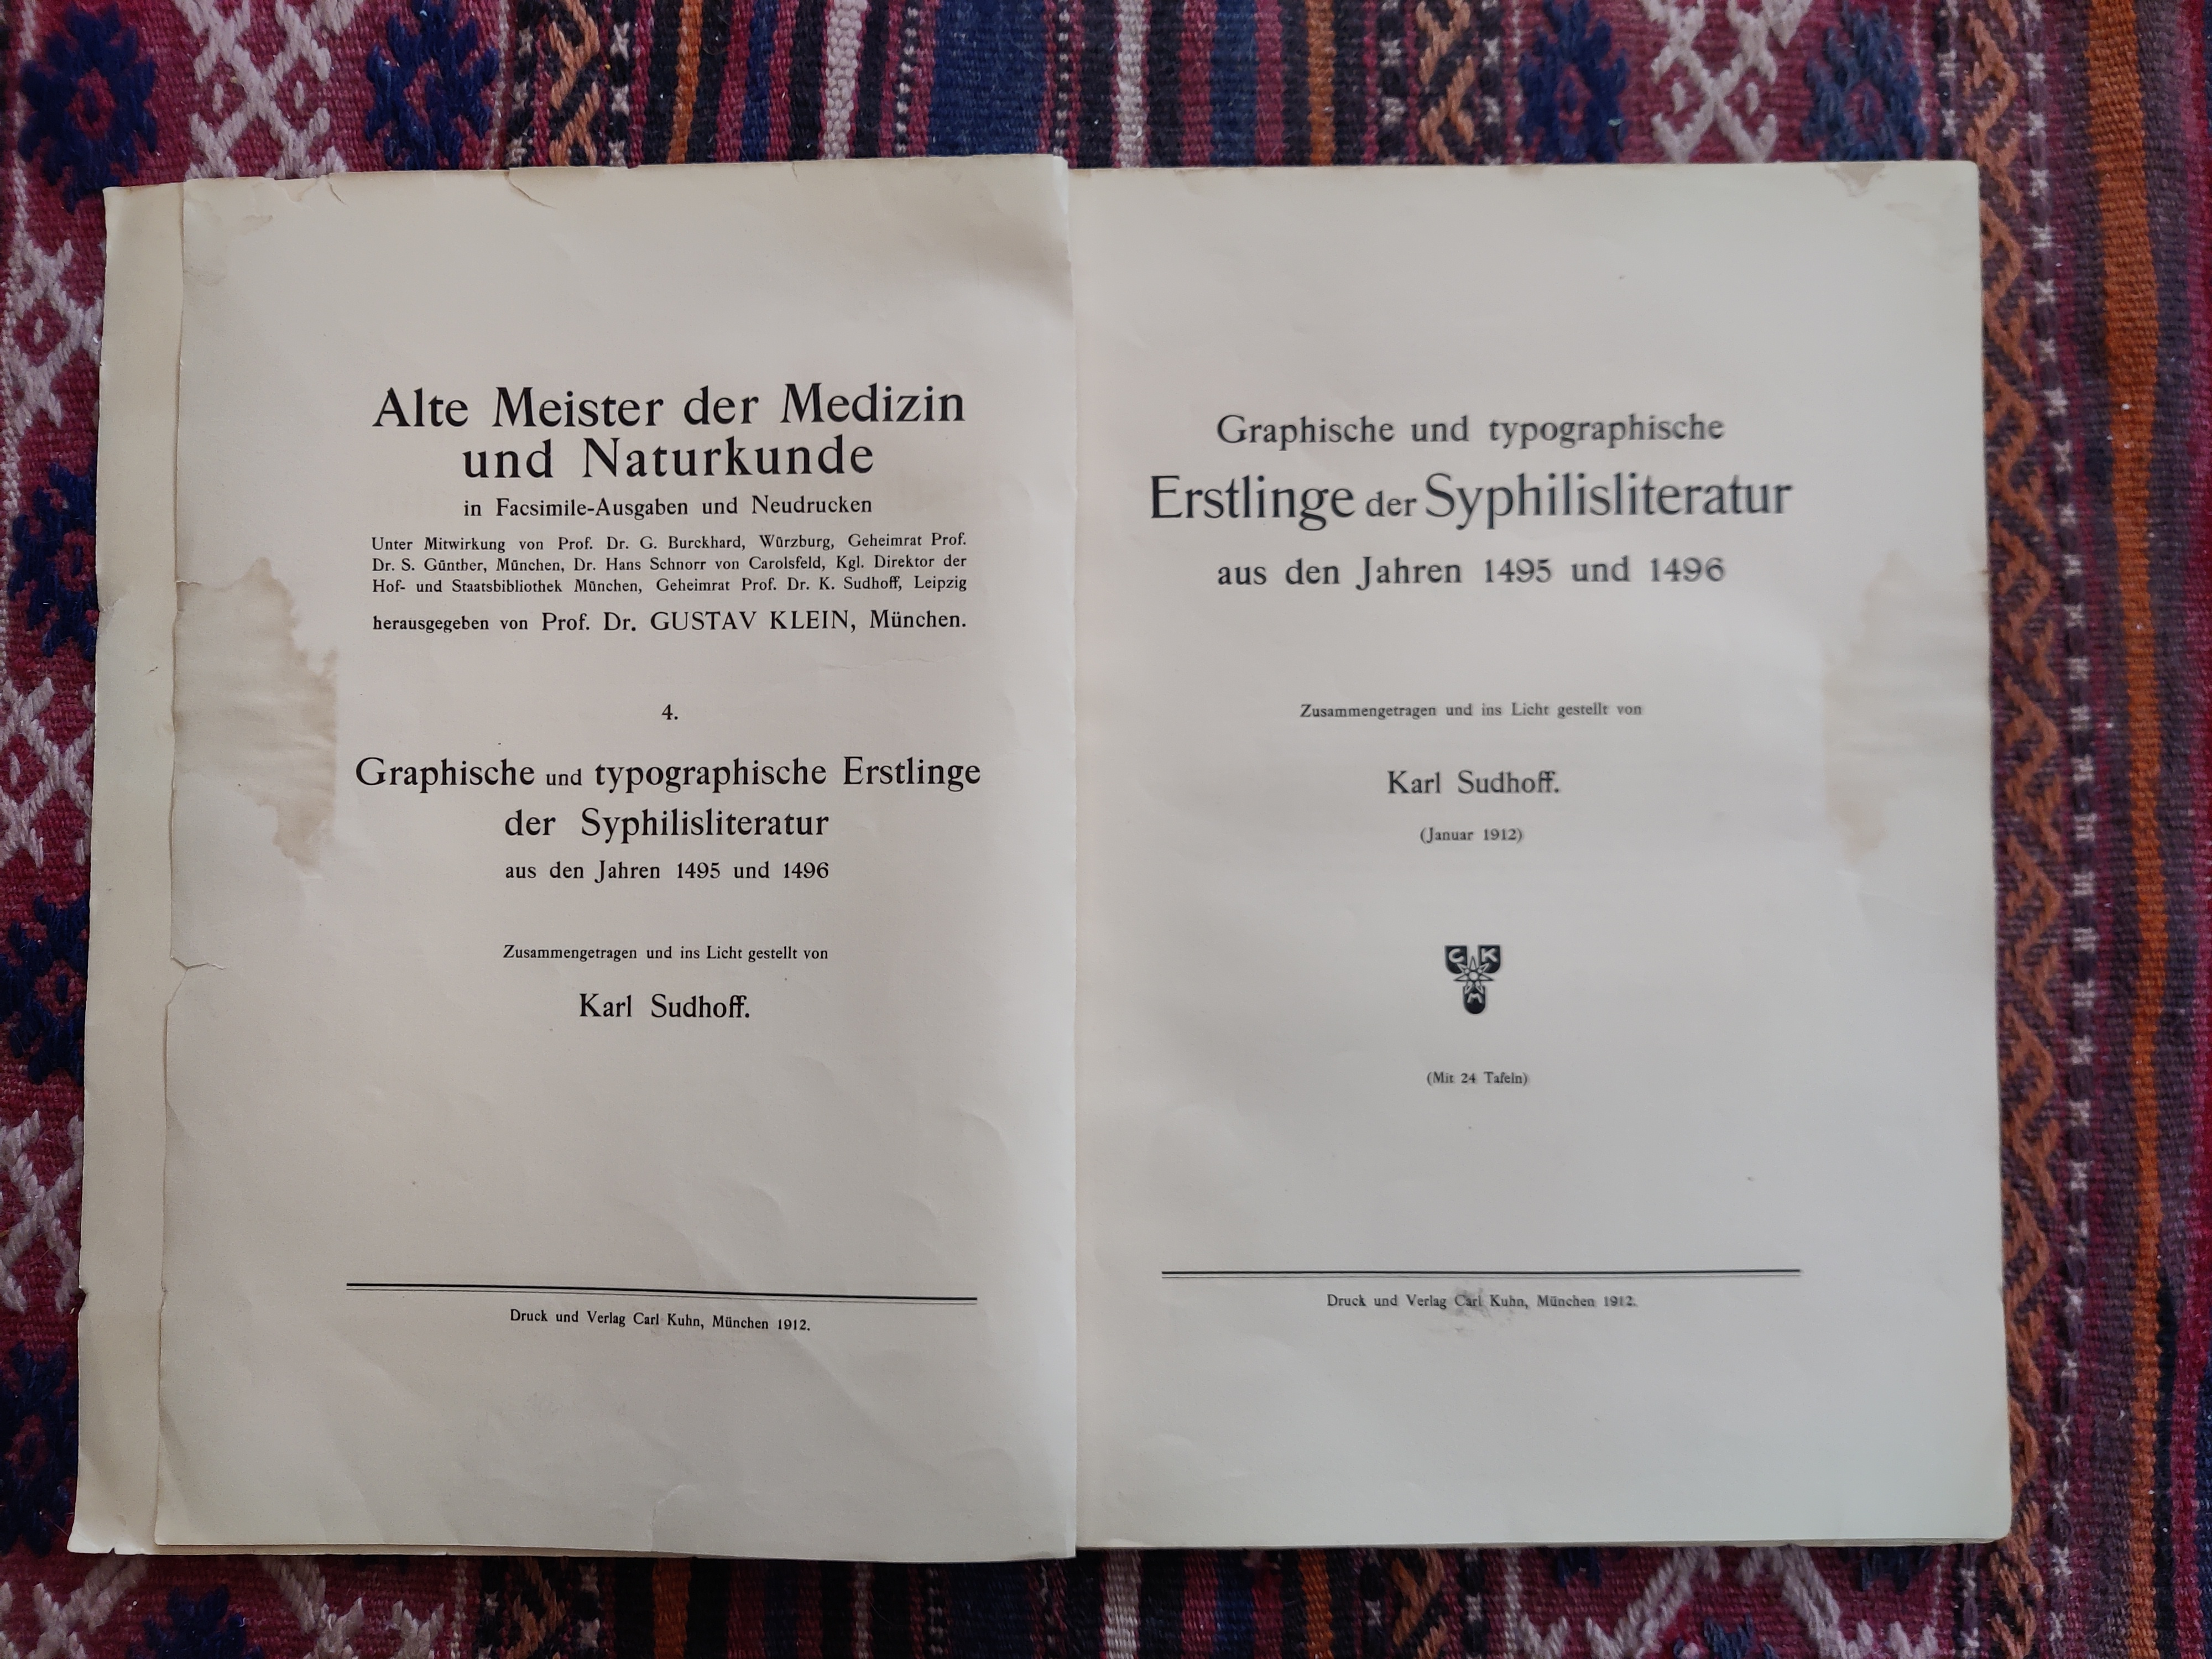 Alte Meister der Medizin
und Naturkunde
in Facsimile-Ausgaben und Neudrucken
Unter Mitwirkung von Prof. Dr. G. Burckhard, Würzburg, Geheimrat Prof.
Dr. S. Günther, München, Dr. Hans Schnorr von Carolsfeld, Kgl. Direktor der
Hof- und Staatsbibliothek München, Geheimrat Prof. Dr. K. Sudhoff, Leipzig
herausgegeben von Prof. Dr. GUSTAV KLEIN, München.
4.
Graphische und typographische Erstlinge
der Syphilisliteratur
aus den Jahren 1495 und 1496
Zusammengetragen und ins Licht gestellt von
Karl Sudhoff.
Druck und Verlag Carl Kuhn, München 1912.
Graphische und typographische
Erstlinge der Syphilisliteratur
aus den Jahren 1495 und 1496
Zusammengetragen und ins Licht gestellt von
Karl Sudhoff.
(Januar 1912)
C K
M
(Mit 24 Tafeln)
Druck und Verlag Carl Kuhn, München 1912.